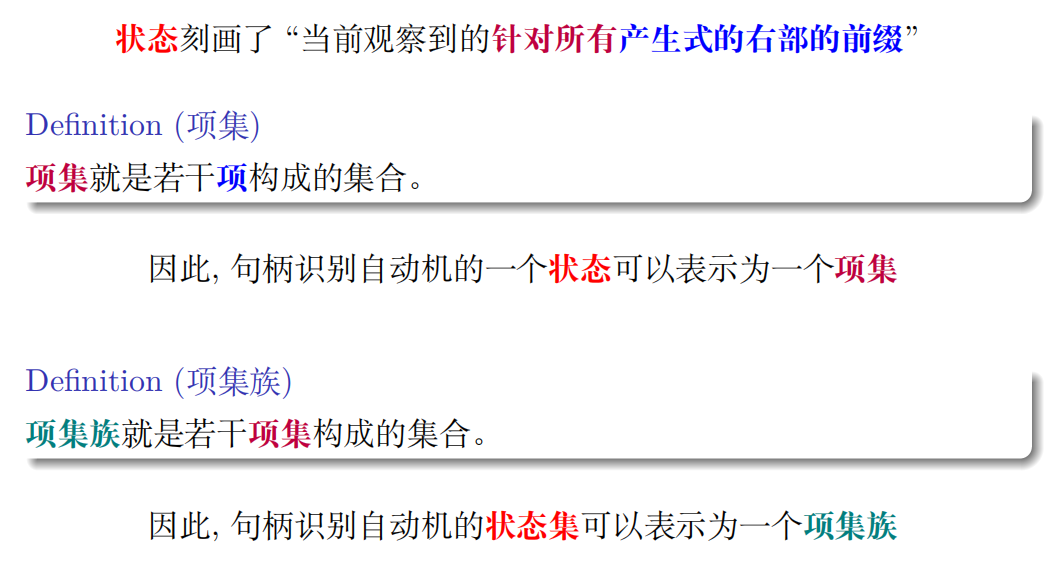 状态刻画了 “当前观察到的针对所有产生式的右部的前缀”
Definition (项集)
项集就是若干项构成的集合。
因此, 句柄识别自动机的一个状态可以表示为一个项集
Definition (项集族)
项集族就是若干项集构成的集合。
因此, 句柄识别自动机的状态集可以表示为一个项集族